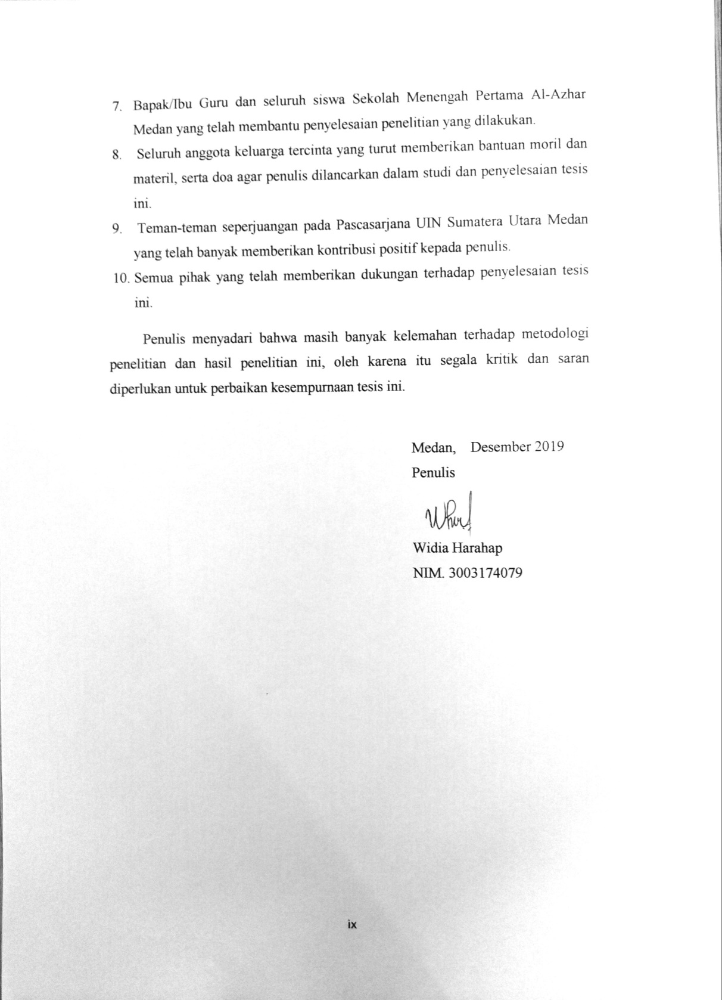 7. Bapak/Ibu Guru dan seluruh siswa Sekolah Menengah Pertama Al-Azhar
Medan yang telah membantu penyelesaian penelitian yang dilakukan.
8. Seluruh anggota keluarga tercinta yang turut memberikan bantuan moril dan
materil, serta doa agar penulis dilancarkan dalam studi dan penyelesaian tesis
ini.
9. Teman-teman seperjuangan pada Pascasarjana UIN Sumatera Utara Medan
yang telah banyak memberikan kontribusi positif kepada penulis.
10. Semua pihak yang telah memberikan dukungan terhadap penyelesaian tesis
ini.
Penulis menyadari bahwa masih banyak kelemahan terhadap metodologi
penelitian dan hasil penelitian ini, oleh karena itu segala kritik dan saran
diperlukan untuk perbaikan kesempurnaan tesis ini.
Medan, Desember 2019
Penulis
Widia Harahap
NIM. 3003174079
ix